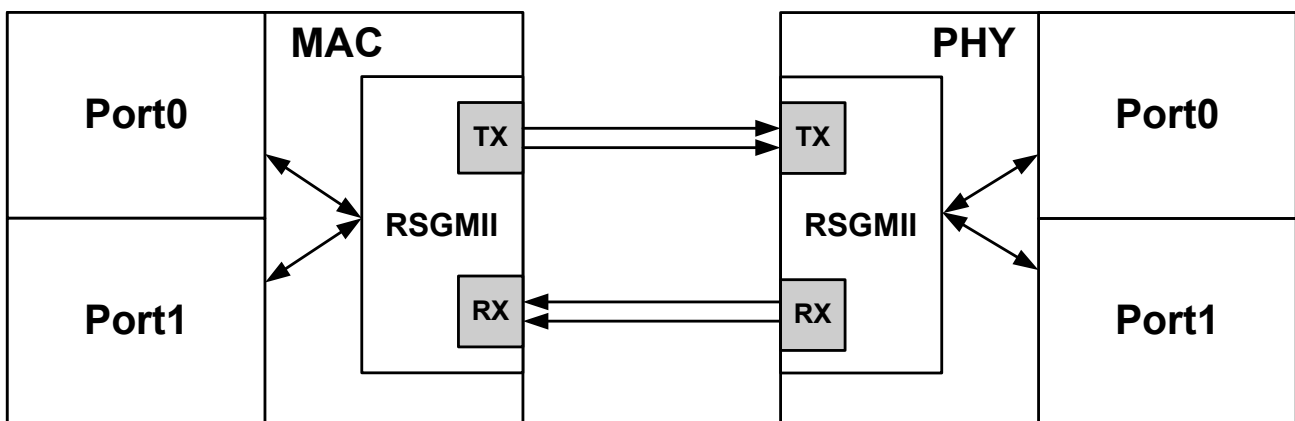 MAC
PHY
Port0
TX
TX
Port0
RSGMII
RSGMII
Port1
RX
RX
Port1